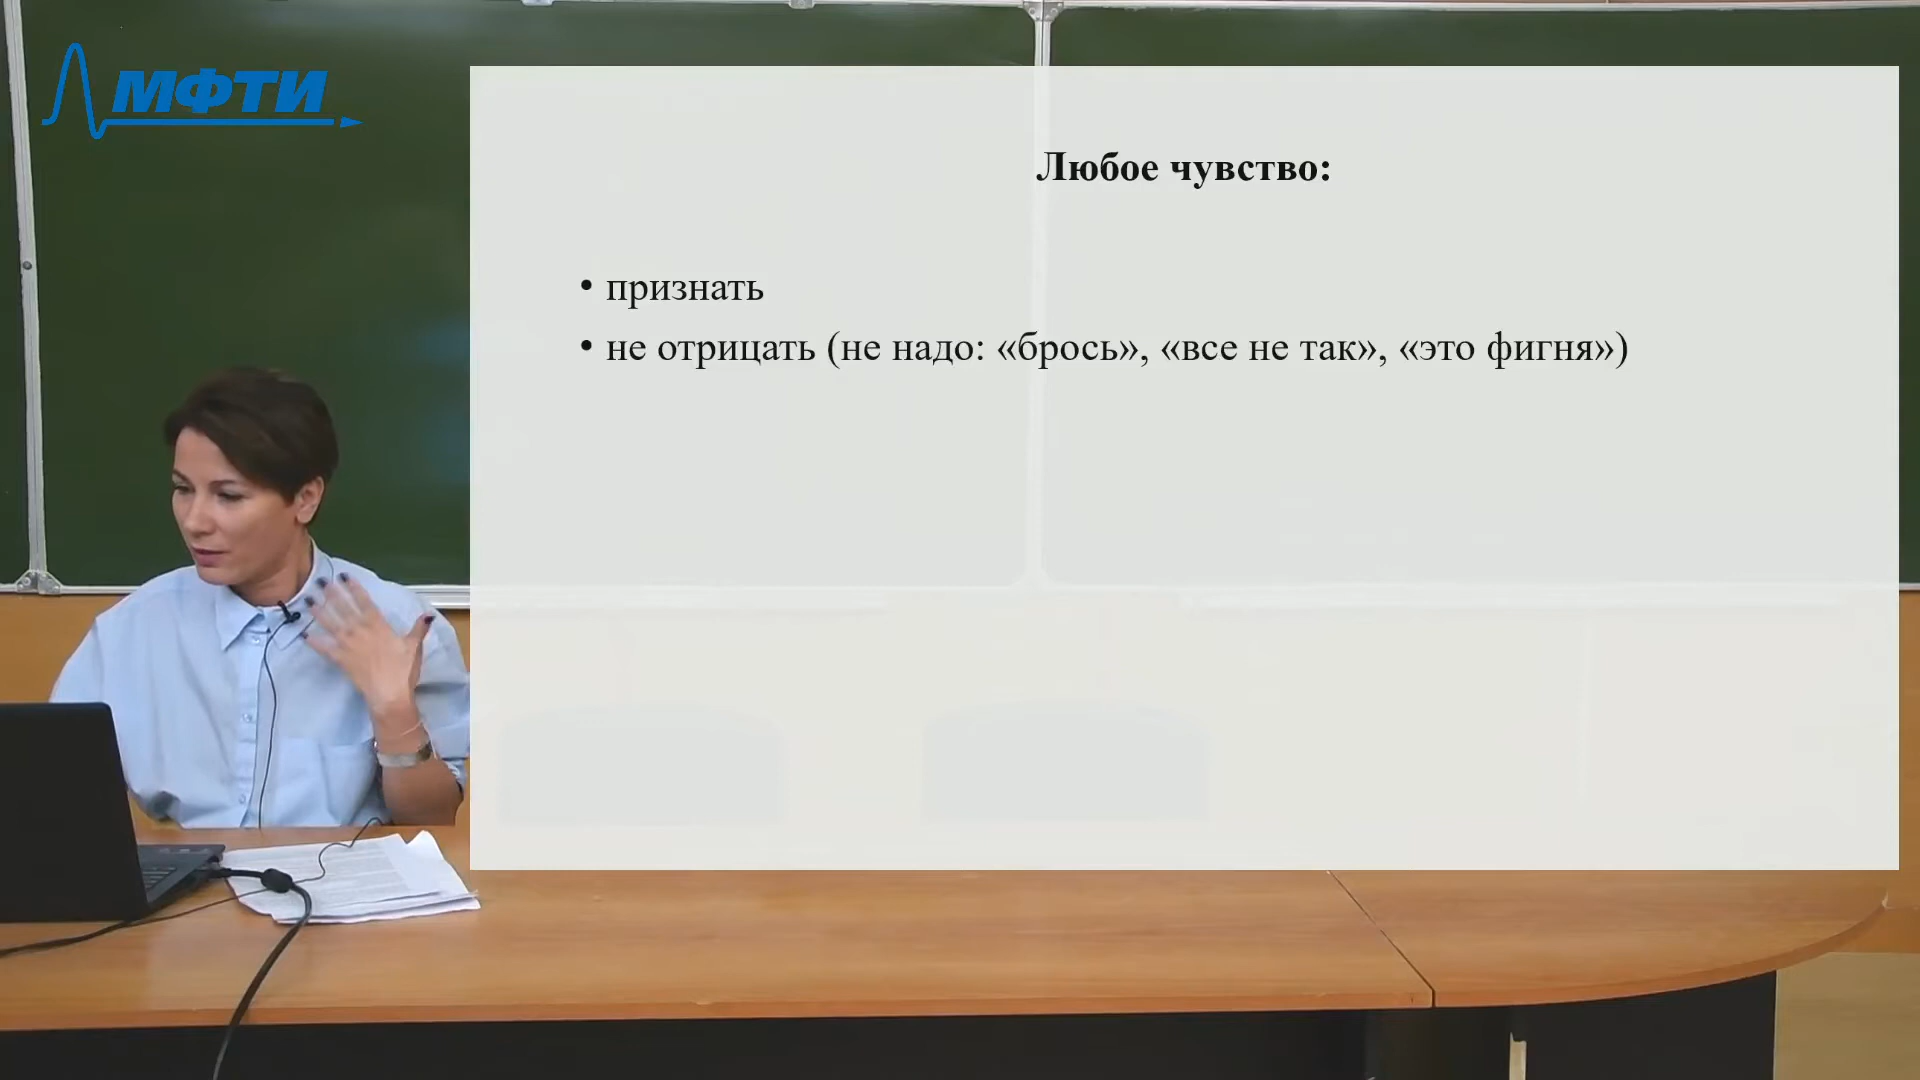 МФТИ
Любое чувство:
• признать
• не отрицать (не надо: «брось», «все не так», «это фигня»)